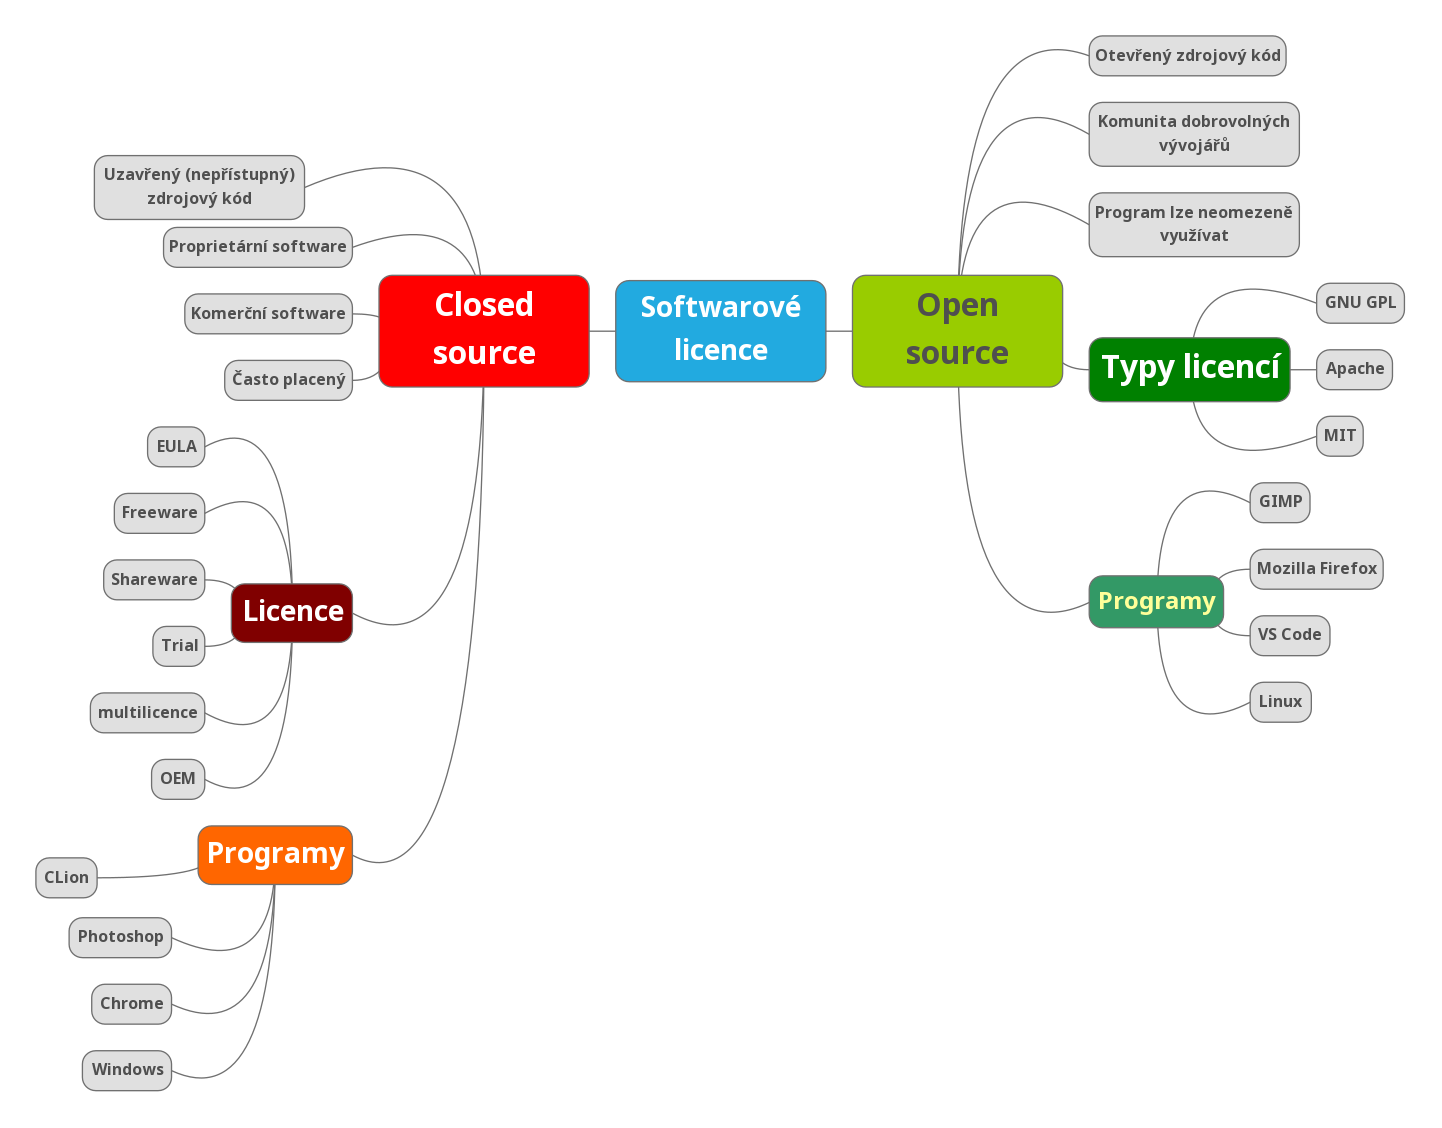 Softwarové
licence
Closed
source
Uzavřený (nepřístupný)
zdrojový kód
Proprietární software
Komerční software
Často placený
Licence
EULA
Freeware
Shareware
Trial
multilicence
OEM
Programy
CLion
Photoshop
Chrome
Windows
Open
source
Otevřený zdrojový kód
Komunita dobrovolných
vývojářů
Program lze neomezeně
využívat
Typy licencí
GNU GPL
Apache
MIT
Programy
GIMP
Mozilla Firefox
VS Code
Linux